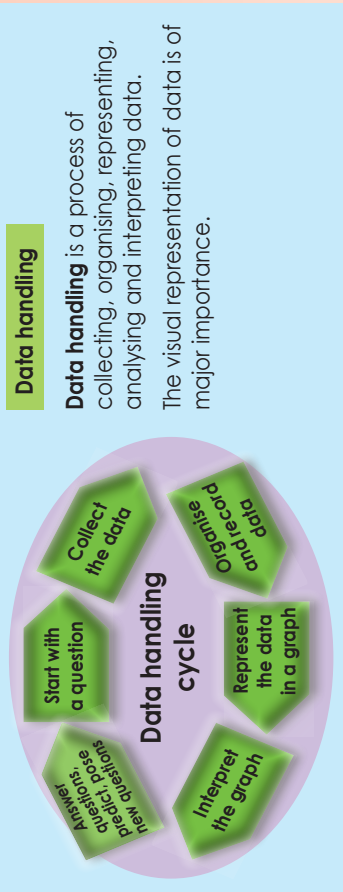 Data handling
Data handling is a process of
collecting, organising, representing,
analysing and interpreting data.
The visual representation of data is of
major importance.
Data handling
cycle
Start with
a question
Collect
the data
Organise
and record
data
Represent
the data
in a graph
Interpret
the graph
Answer
questions,
predict, pose
new questions